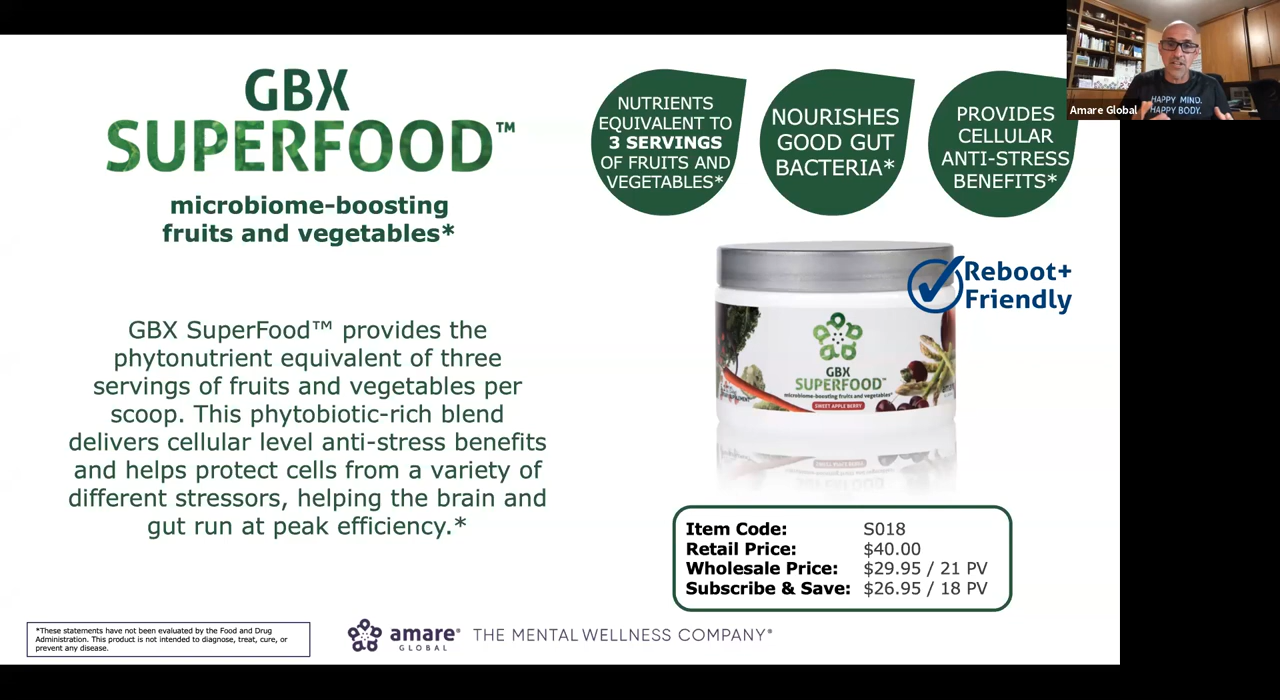 GBX
SUPERFOOD™
microbiome-boosting
fruits and vegetables*
NUTRIENTS
EQUIVALENT TO
3 SERVINGS
OF FRUITS AND
VEGETABLES*
NOURISHES
GOOD GUT
BACTERIA*
PROVIDES
CELLULAR
ANTI-STRESS
BENEFITS*
Amare Global
HAPPY MIND.
HAPPY BODY.
Reboot+
Friendly
GBX
SUPERFOOD™
microbiome-boosting fruits and vegetables*
SWEET APPLE BERRY
amare
GBX SuperFood™ provides the
phytonutrient equivalent of three
servings of fruits and vegetables per
scoop. This phytobiotic-rich blend
delivers cellular level anti-stress benefits
and helps protect cells from a variety of
different stressors, helping the brain and
gut run at peak efficiency.*
Item Code: S018
Retail Price: $40.00
Wholesale Price: $29.95 / 21 PV
Subscribe & Save: $26.95 / 18 PV
*These statements have not been evaluated by the Food and Drug
Administration. This product is not intended to diagnose, treat, cure, or
prevent any disease.
amare®
GLOBAL
THE MENTAL WELLNESS COMPANY®